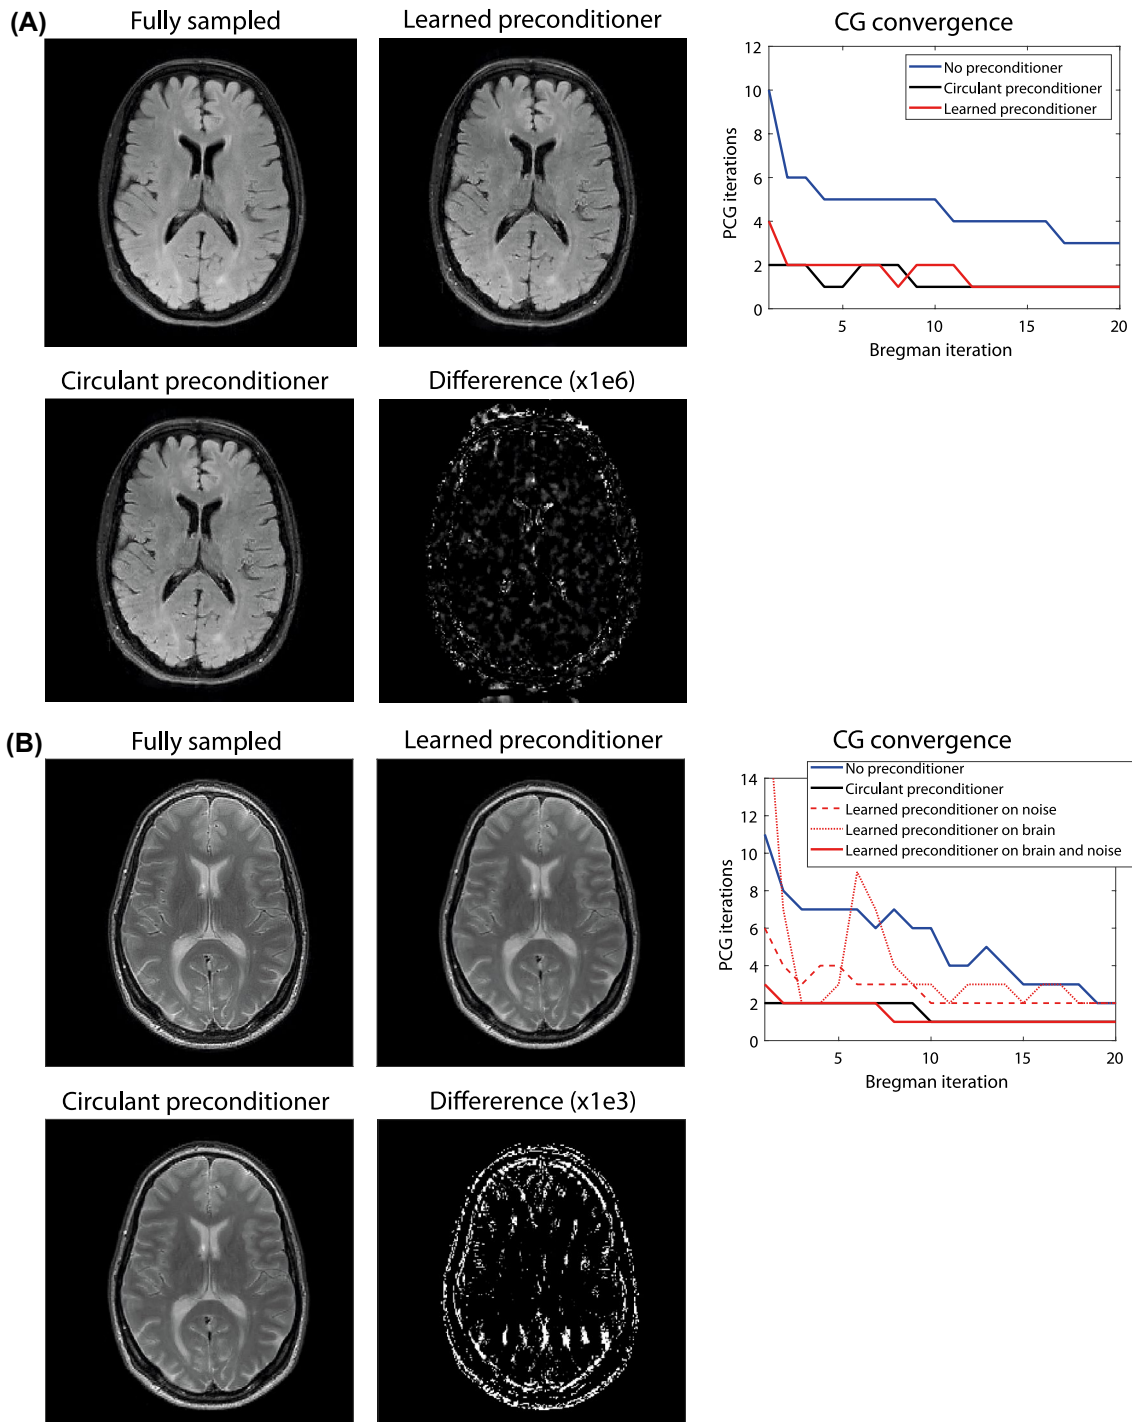 (A)
Fully sampled
Learned preconditioner
CG convergence
No preconditioner
Circulant preconditioner
Learned preconditioner
12
10
8
6
4
2
0
PCG iterations
5
10
15
20
Bregman iteration
Circulant preconditioner
Differerence (x1e6)
(B)
Fully sampled
Learned preconditioner
CG convergence
No preconditioner
Circulant preconditioner
Learned preconditioner on noise
Learned preconditioner on brain
Learned preconditioner on brain and noise
14
12
10
8
6
4
2
0
PCG iterations
5
10
15
20
Bregman iteration
Circulant preconditioner
Differerence (x1e3)